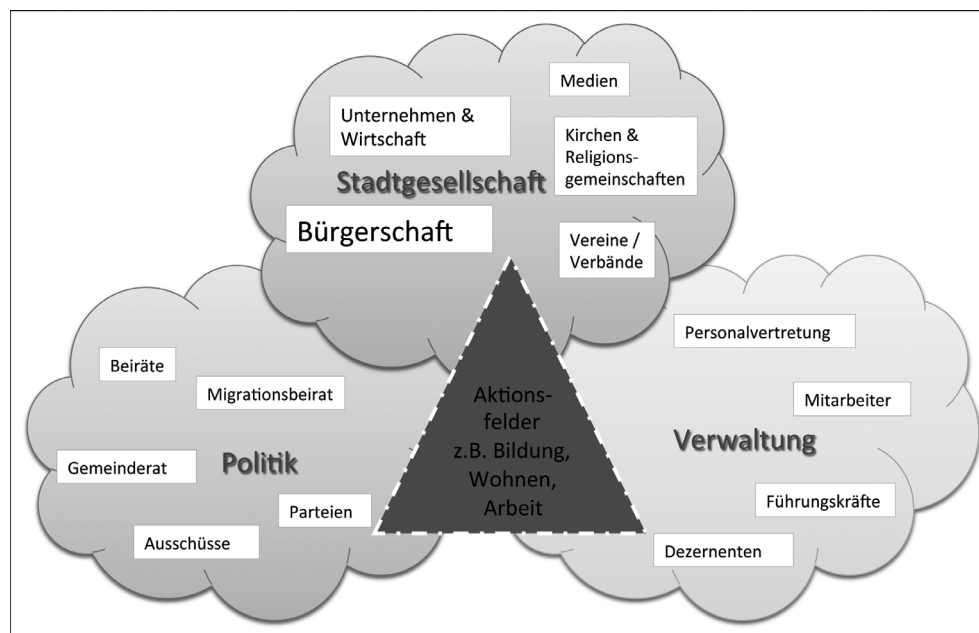 Medien
Unternehmen &
Wirtschaft
Kirchen &
Religions-
gemeinschaften
Stadtgesellschaft
Bürgerschaft
Vereine /
Verbände
Beiräte
Migrationsbeirat
Gemeinderat
Politik
Parteien
Ausschüsse
Aktions-
felder
z.B. Bildung,
Wohnen,
Arbeit
Personalvertretung
Mitarbeiter
Verwaltung
Führungskräfte
Dezernenten